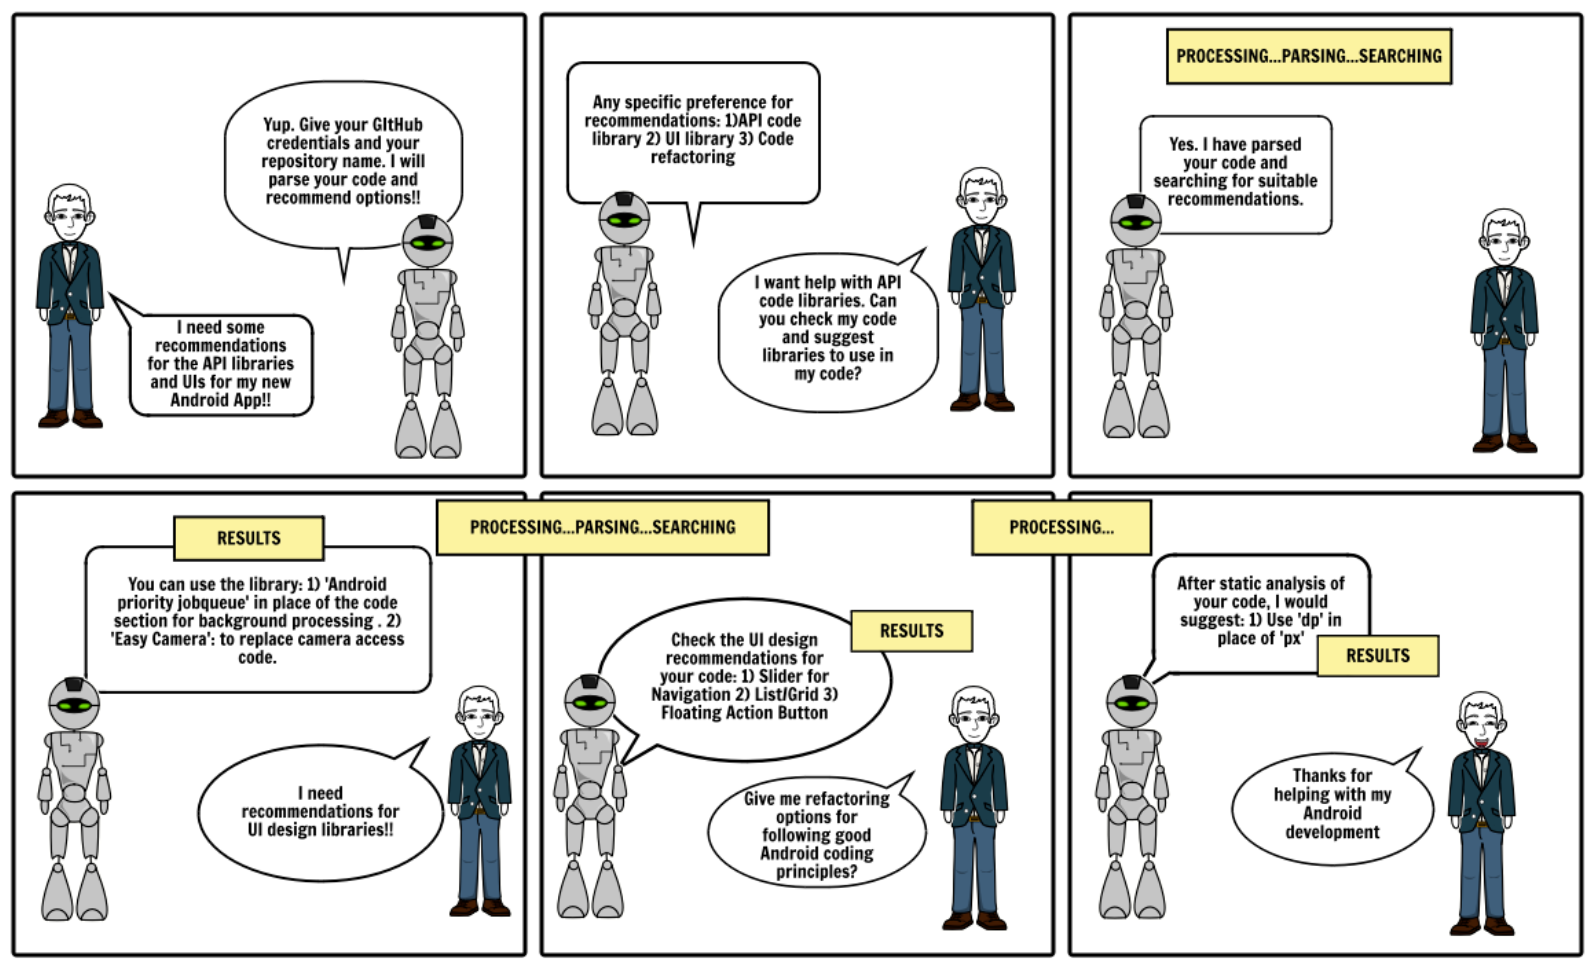 Yup. Give your GItHub
credentials and your
repository name. I will
parse your code and
recommend options!!
I need some
recommendations
for the API libraries
and UIs for my new
Android App!!
Any specific preference for
recommendations: 1)API code
library 2) UI library 3) Code
refactoring
I want help with API
code libraries. Can
you check my code
and suggest
libraries to use in
my code?
PROCESSING...PARSING...SEARCHING
Yes. I have parsed
your code and
searching for suitable
recommendations.
RESULTS
You can use the library: 1) 'Android
priority jobqueue' in place of the code
section for background processing . 2)
'Easy Camera': to replace camera access
code.
I need
recommendations for
UI design libraries!!
PROCESSING...PARSING...SEARCHING
RESULTS
Check the UI design
recommendations for
your code: 1) Slider for
Navigation 2) List/Grid 3)
Floating Action Button
Give me refactoring
options for
following good
Android coding
principles?
PROCESSING...
After static analysis of
your code, I would
suggest: 1) Use 'dp' in
place of 'px'
RESULTS
Thanks for
helping with my
Android
development